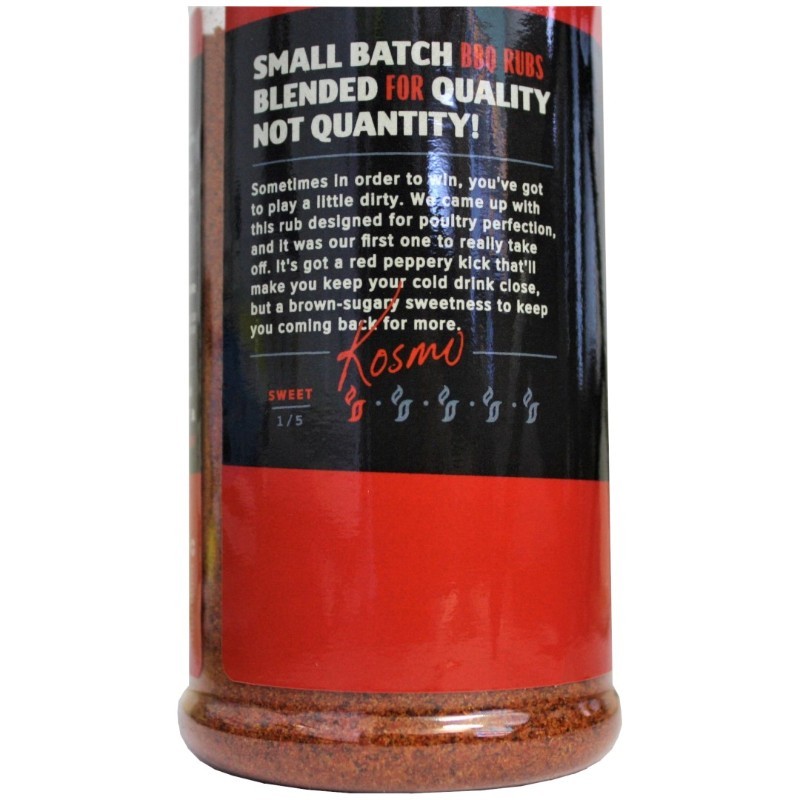 SMALL BATCH BBQ RUBS
BLENDED FOR QUALITY
NOT QUANTITY!
Sometimes in order to win, you've got
to play a little dirty. We came up with
this rub designed for poultry perfection,
and it was our first one to really take
off. It's got a red peppery kick that'll
make you keep your cold drink close,
but a brown-sugary sweetness to keep
you coming back for more.
Kosmo
SWEET
1/5